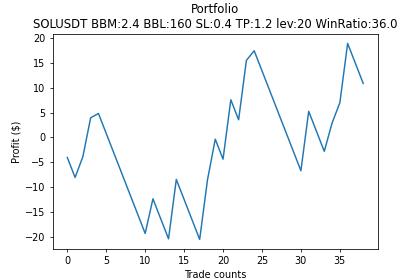 Portfolio
SOLUSDT BBM:2.4 BBL:160 SL:0.4 TP:1.2 lev:20 WinRatio:36.0
Profit ($)
20
15
10
5
0
−5
−10
−15
−20
0 5 10 15 20 25 30 35
Trade counts